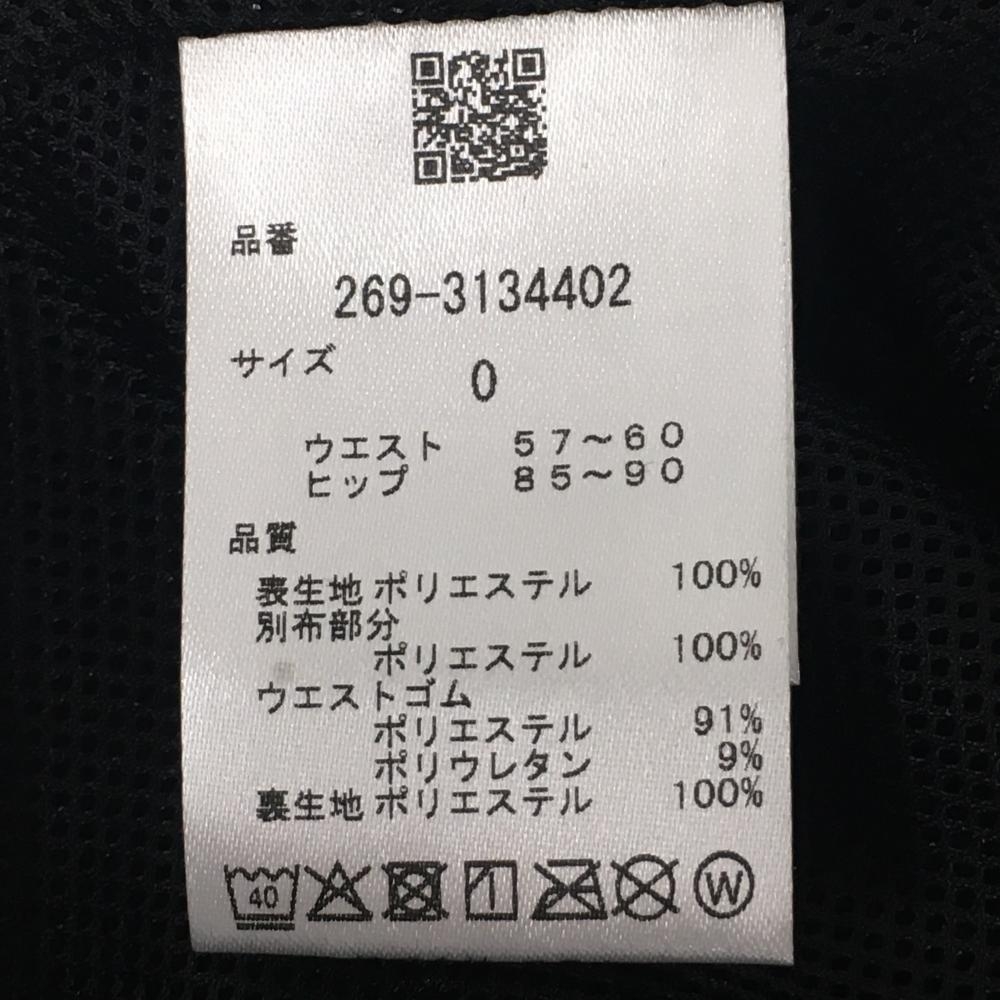 品番
269-3134402
サイズ 0
ウエスト 57～60
ヒップ 85～90
品質
表生地 ポリエステル 100%
別布部分
ポリエステル 100%
ウエストゴム
ポリエステル 91%
ポリウレタン 9%
裏生地 ポリエステル 100%
40 W